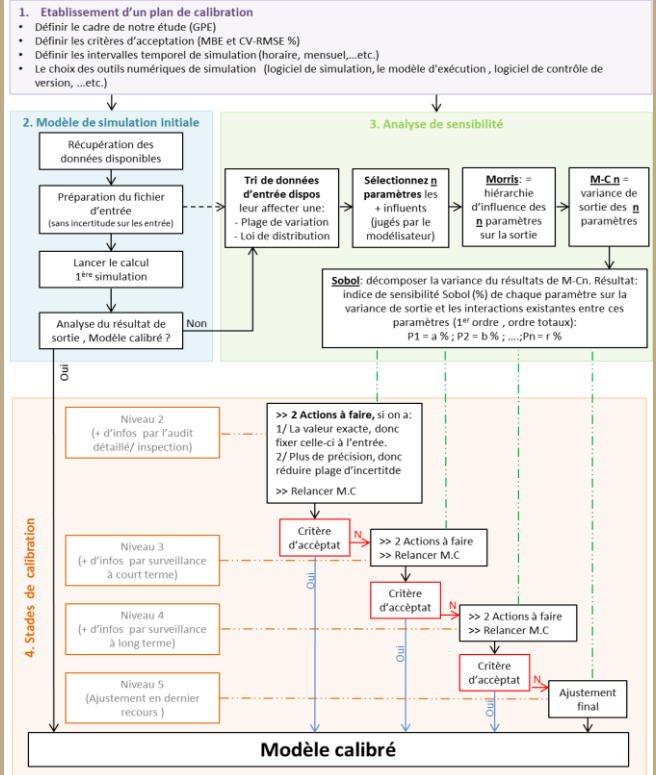 1. Etablissement d'un plan de calibration
• Définir le cadre de notre étude (GPE)
• Définir les critères d'acceptation (MBE et CV-RMSE %)
• Définir les intervalles temporel de simulation (horaire, mensuel,...etc.)
• Le choix des outils numériques de simulation (logiciel de simulation, le modèle d'exécution , logiciel de contrôle de
version, ...etc.)
2. Modèle de simulation initiale
Récupération des
données disponibles
Préparation du fichier
d'entrée
(sans incertitude sur les entrée)
Lancer le calcul
1ère simulation
Analyse du résultat de
sortie , Modèle calibré ?
Non
Oui
3. Analyse de sensibilité
Tri de données
d'entrée dispos
leur affecter une:
- Plage de variation
- Loi de distribution
Sélectionnez n
paramètres les
+ influents
(jugés par le
modélisateur)
Morris: =
hiérarchie
d'influence des
n paramètres
sur la sortie
M-C n =
variance de
sortie des n
paramètres
Sobol: décomposer la variance du résultats de M-Cn. Résultat:
indice de sensibilité Sobol (%) de chaque paramètre sur la
variance de sortie et les interactions existantes entre ces
paramètres (1er ordre , ordre totaux):
P1 = a % ; P2 = b % ; ....;Pn = r %
4. Stades de calibration
Niveau 2
(+ d'infos par l'audit
détaillé/ inspection)
>> 2 Actions à faire, si on a:
1/ La valeur exacte, donc
fixer celle-ci à l'entrée.
2/ Plus de précision, donc
réduire plage d'incertitde
>> Relancer M.C
Critère
d'accèptat
N
Oui
Niveau 3
(+ d'infos par surveillance
à court terme)
>> 2 Actions à faire
>> Relancer M.C
Critère
d'accèptat
N
Oui
Niveau 4
(+ d'infos par surveillance
à long terme)
>> 2 Actions à faire
>> Relancer M.C
Critère
d'accèptat
N
Oui
Niveau 5
(Ajustement en dernier
recours )
Ajustement
final
Modèle calibré